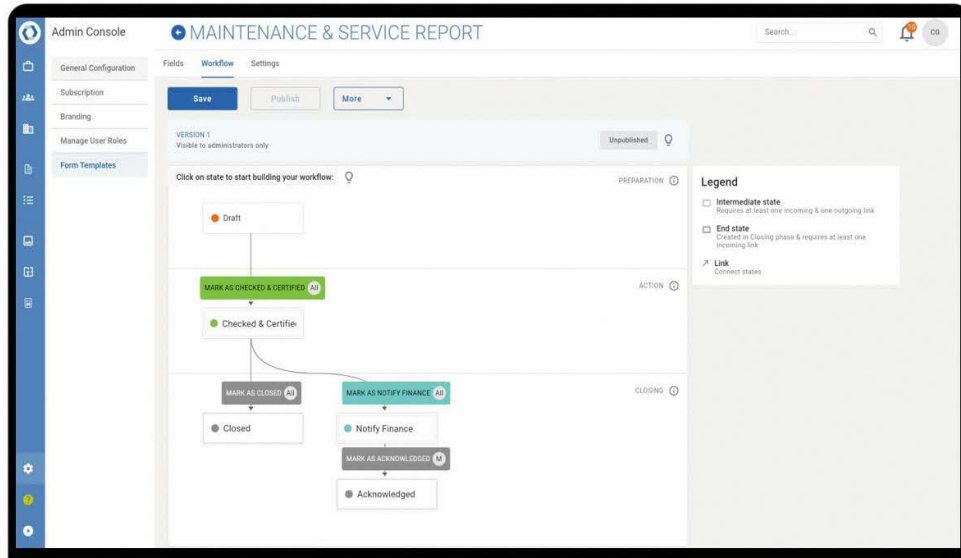 Admin Console
MAINTENANCE & SERVICE REPORT
Search...
10
CG
General Configuration
Subscription
Branding
Manage User Roles
Form Templates
Fields
Workflow
Settings
Save
Publish
More
VERSION 1
Visible to administrators only
Unpublished
Click on state to start building your workflow:
PREPARATION
Draft
MARK AS CHECKED & CERTIFIED
All
ACTION
Checked & Certifie
MARK AS CLOSED
All
MARK AS NOTIFY FINANCE
All
CLOSING
Closed
Notify Finance
MARK AS ACKNOWLEDGED
M
Acknowledged
Legend
Intermediate state
Requires at least one incoming & one outgoing link
End state
Created in Closing phase & requires at least one
incoming link
Link
Connect states